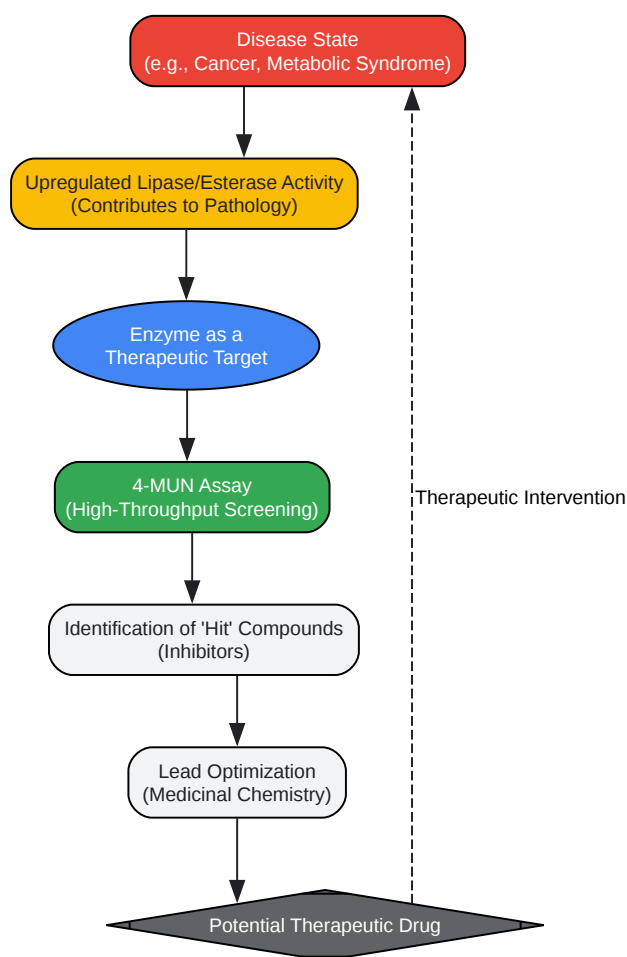 Disease State
(e.g., Cancer, Metabolic Syndrome)
Upregulated Lipase/Esterase Activity
(Contributes to Pathology)
Enzyme as a
Therapeutic Target
4-MUN Assay
(High-Throughput Screening)
Therapeutic Intervention
Identification of 'Hit' Compounds
(Inhibitors)
Lead Optimization
(Medicinal Chemistry)
Potential Therapeutic Drug